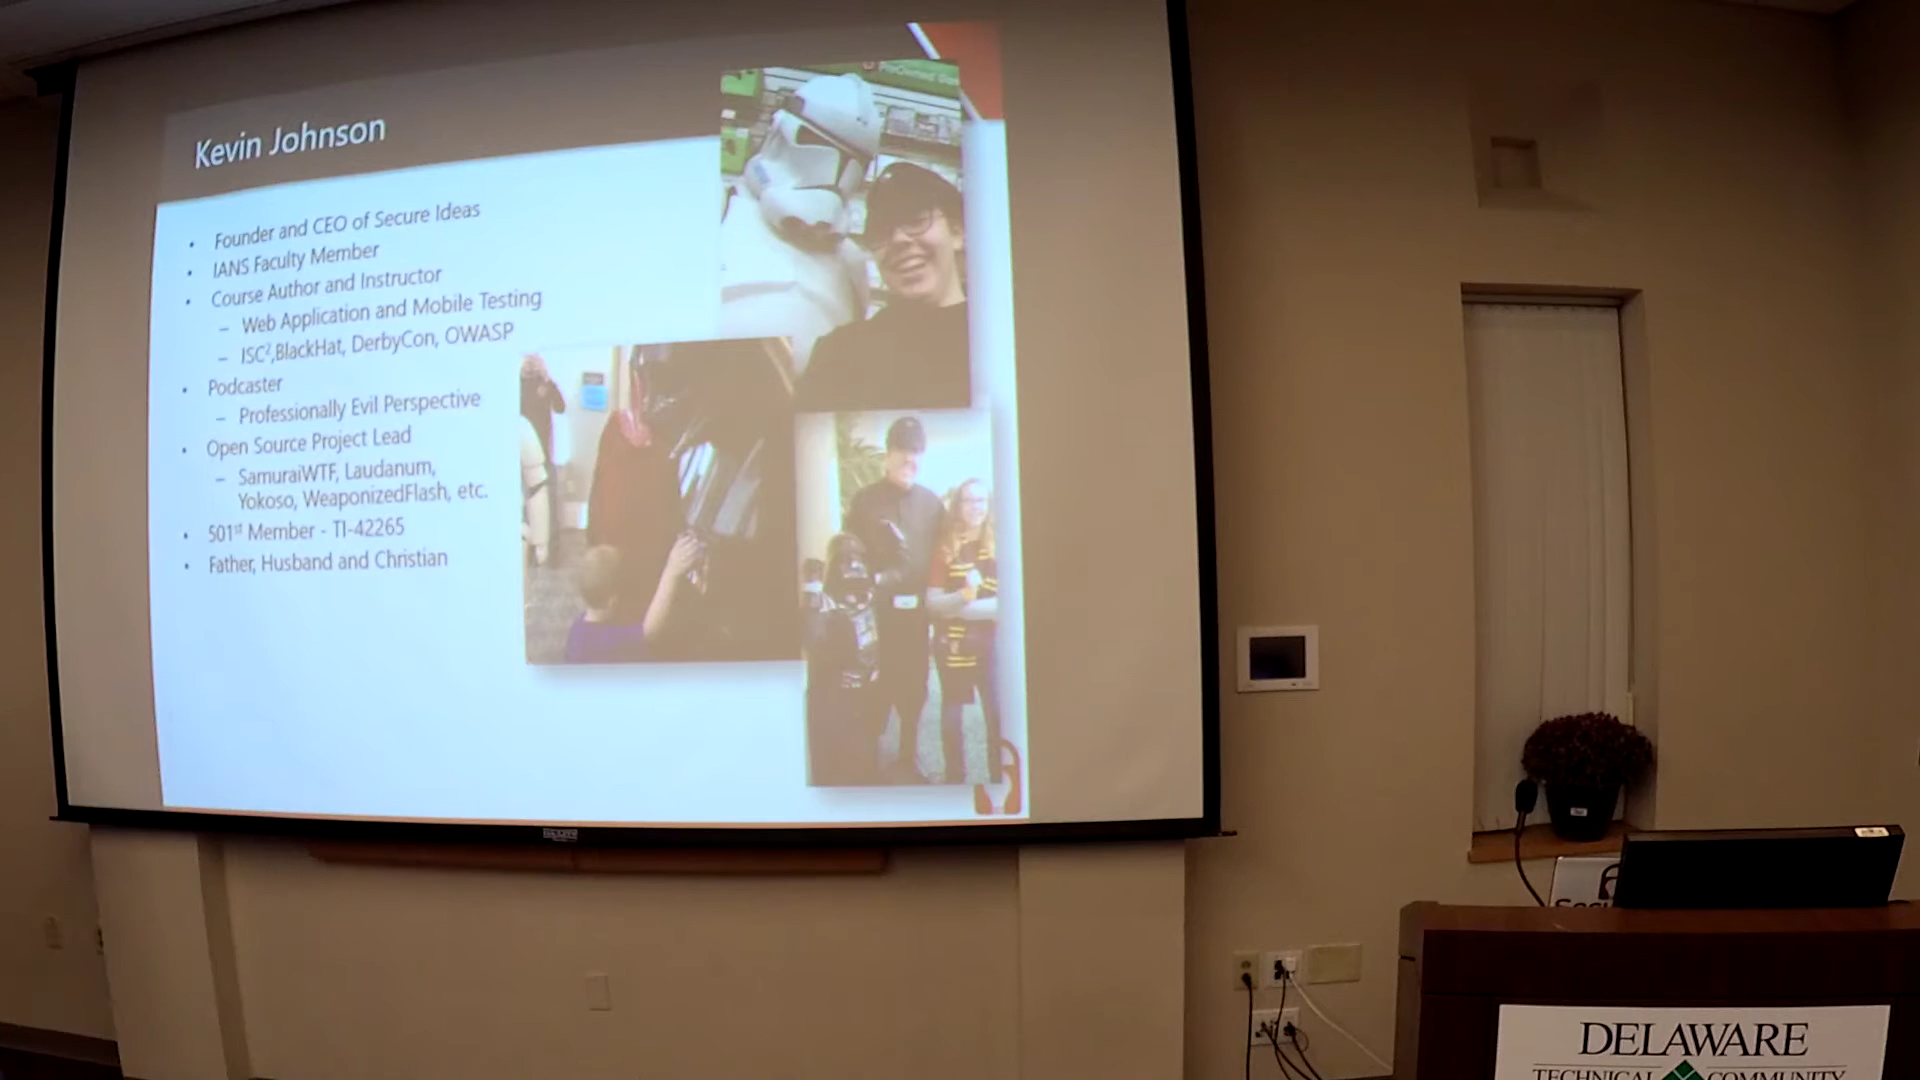 Kevin Johnson
• Founder and CEO of Secure Ideas
• IANS Faculty Member
• Course Author and Instructor
– Web Application and Mobile Testing
– ISC²,BlackHat, DerbyCon, OWASP
• Podcaster
– Professionally Evil Perspective
• Open Source Project Lead
– SamuraiWTF, Laudanum,
Yokoso, WeaponizedFlash, etc.
• 501st Member - TI-42265
• Father, Husband and Christian
DELAWARE
TECHNICAL COMMUNITY